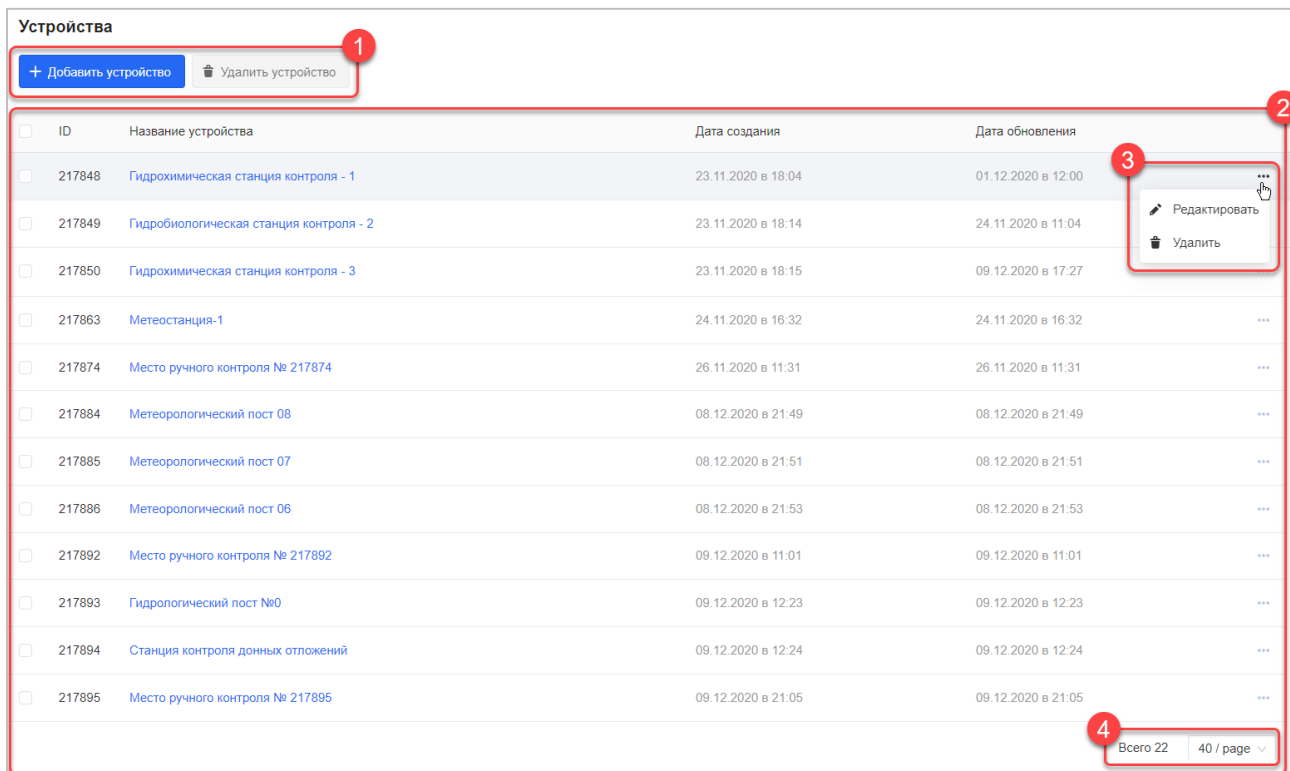 Устройства
1
+ Добавить устройство Удалить устройство
2
ID Название устройства Дата создания Дата обновления
3
217848 Гидрохимическая станция контроля - 1 23.11.2020 в 18:04 01.12.2020 в 12:00 •••
Редактировать
217849 Гидробиологическая станция контроля - 2 23.11.2020 в 18:14 24.11.2020 в 11:04
Удалить
217850 Гидрохимическая станция контроля - 3 23.11.2020 в 18:15 09.12.2020 в 17:27
217863 Метеостанция-1 24.11.2020 в 16:32 24.11.2020 в 16:32 •••
217874 Место ручного контроля № 217874 26.11.2020 в 11:31 26.11.2020 в 11:31 •••
217884 Метеорологический пост 08 08.12.2020 в 21:49 08.12.2020 в 21:49 •••
217885 Метеорологический пост 07 08.12.2020 в 21:51 08.12.2020 в 21:51 •••
217886 Метеорологический пост 06 08.12.2020 в 21:53 08.12.2020 в 21:53 •••
217892 Место ручного контроля № 217892 09.12.2020 в 11:01 09.12.2020 в 11:01 •••
217893 Гидрологический пост №0 09.12.2020 в 12:23 09.12.2020 в 12:23 •••
217894 Станция контроля донных отложений 09.12.2020 в 12:24 09.12.2020 в 12:24 •••
217895 Место ручного контроля № 217895 09.12.2020 в 21:05 09.12.2020 в 21:05 •••
4
Всего 22 40 / page